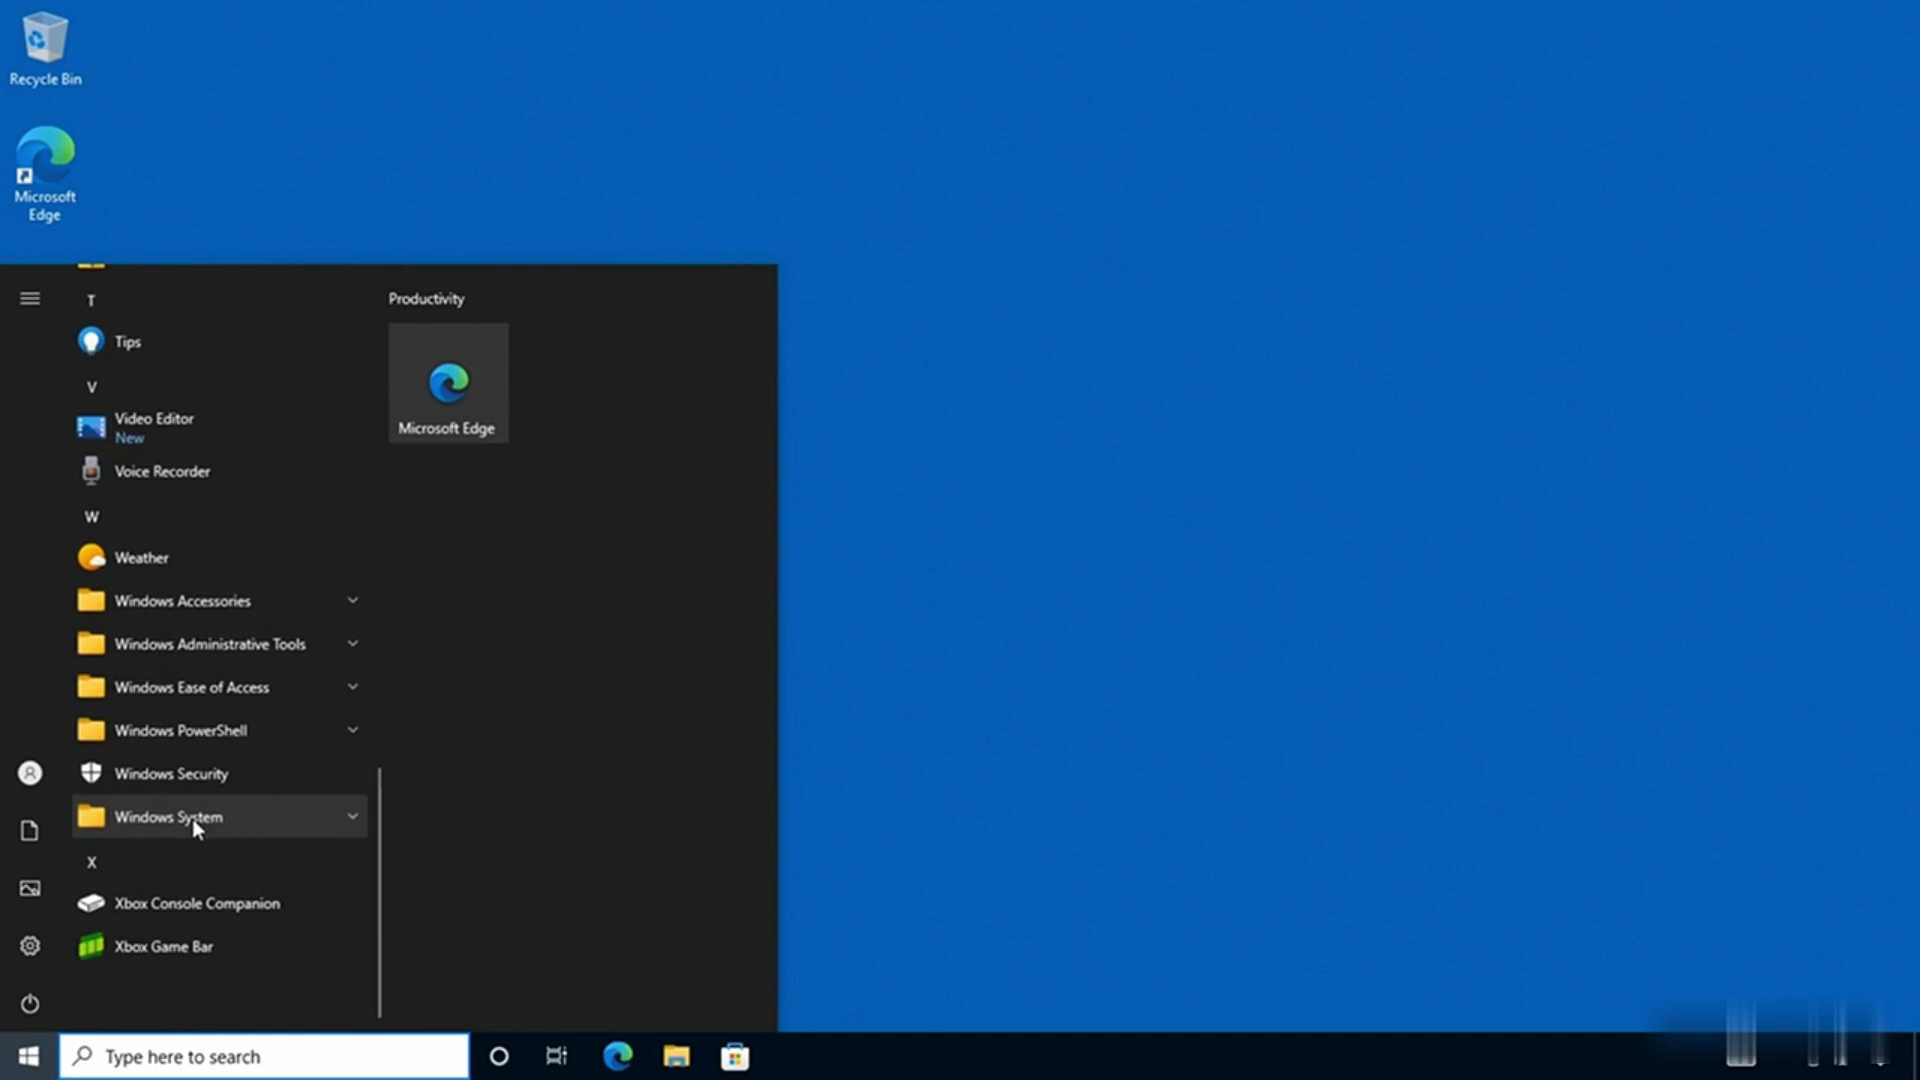 Recycle Bin
Microsoft
Edge
T
Tips
V
Video Editor
New
Voice Recorder
W
Weather
Windows Accessories
Windows Administrative Tools
Windows Ease of Access
Windows PowerShell
Windows Security
Windows System
X
Xbox Console Companion
Xbox Game Bar
Productivity
Microsoft Edge
Type here to search